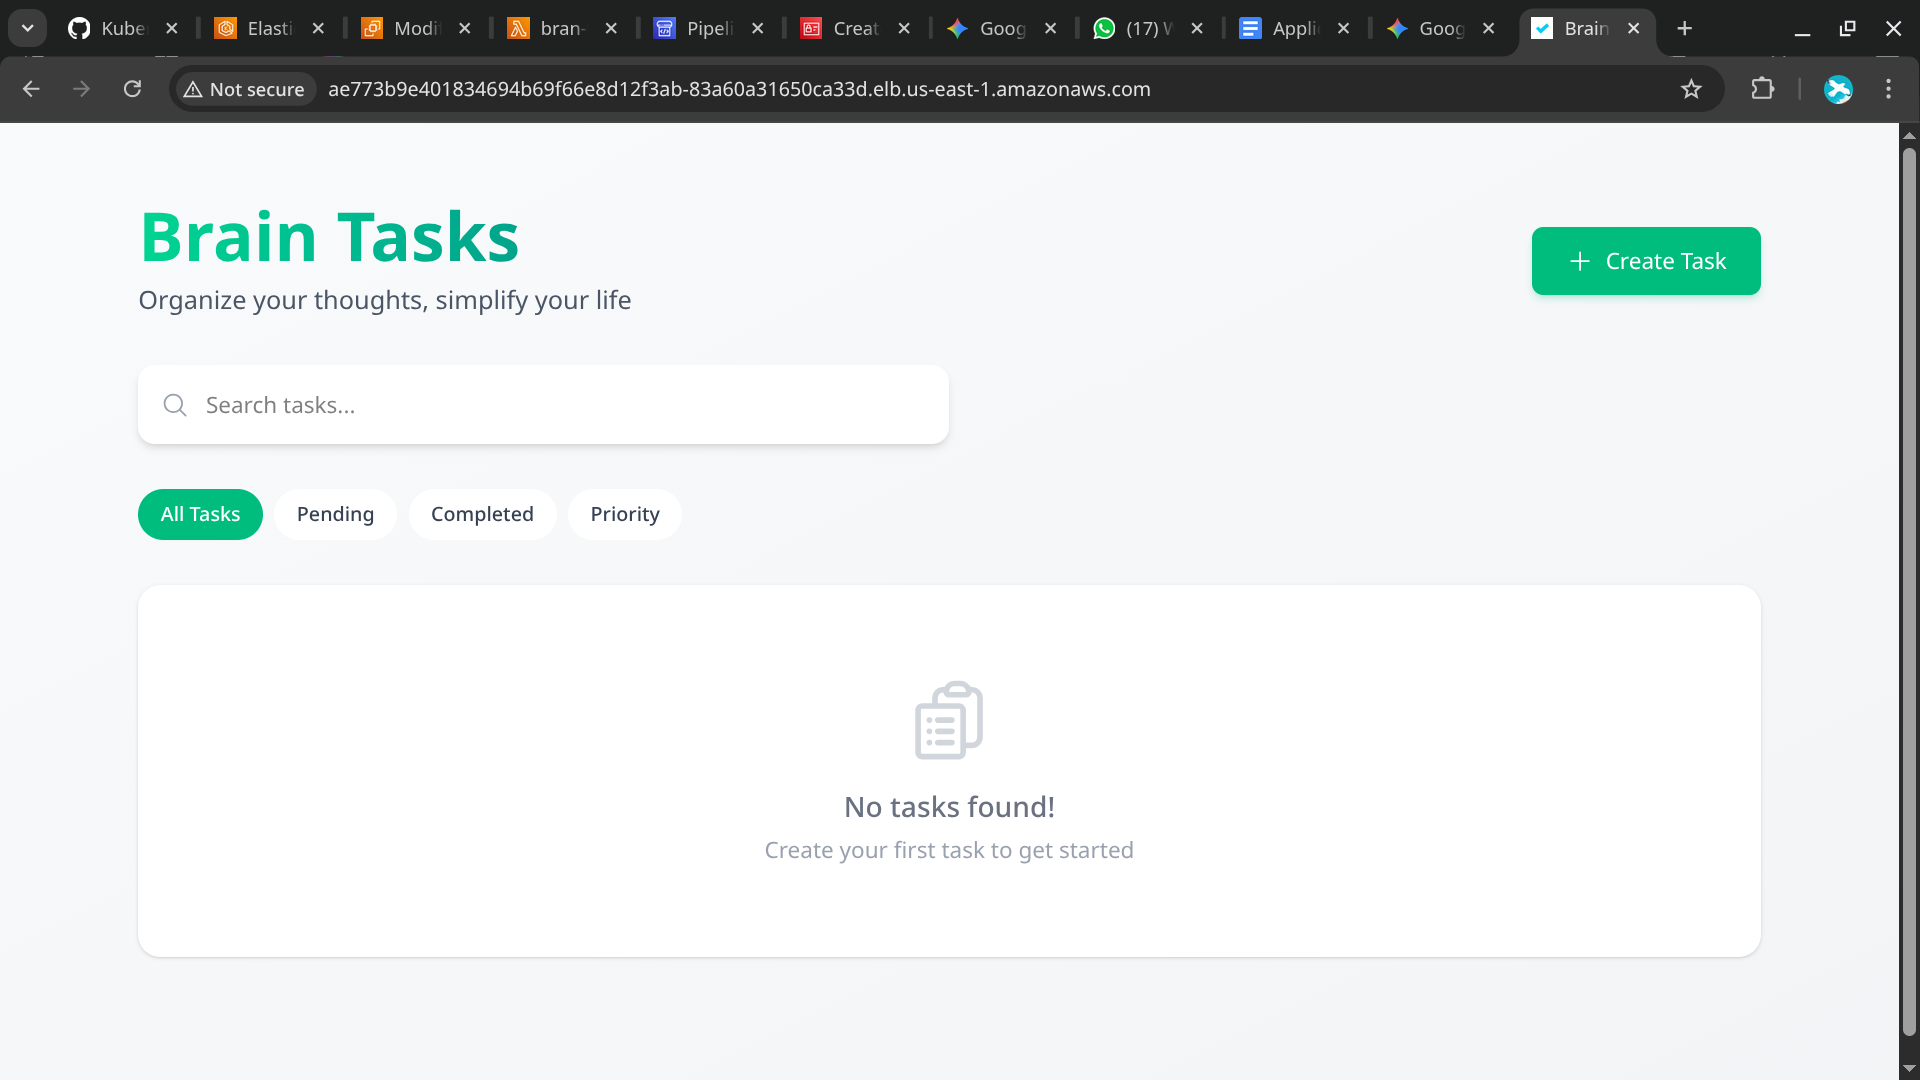 Kube
Elasti
Modi
bran-
Pipeli
Creat
Goog
(17) W
Appli
Goog
Brain
Not secure
ae773b9e401834694b69f66e8d12f3ab-83a60a31650ca33d.elb.us-east-1.amazonaws.com
Brain Tasks
Organize your thoughts, simplify your life
Create Task
Search tasks...
All Tasks
Pending
Completed
Priority
No tasks found!
Create your first task to get started